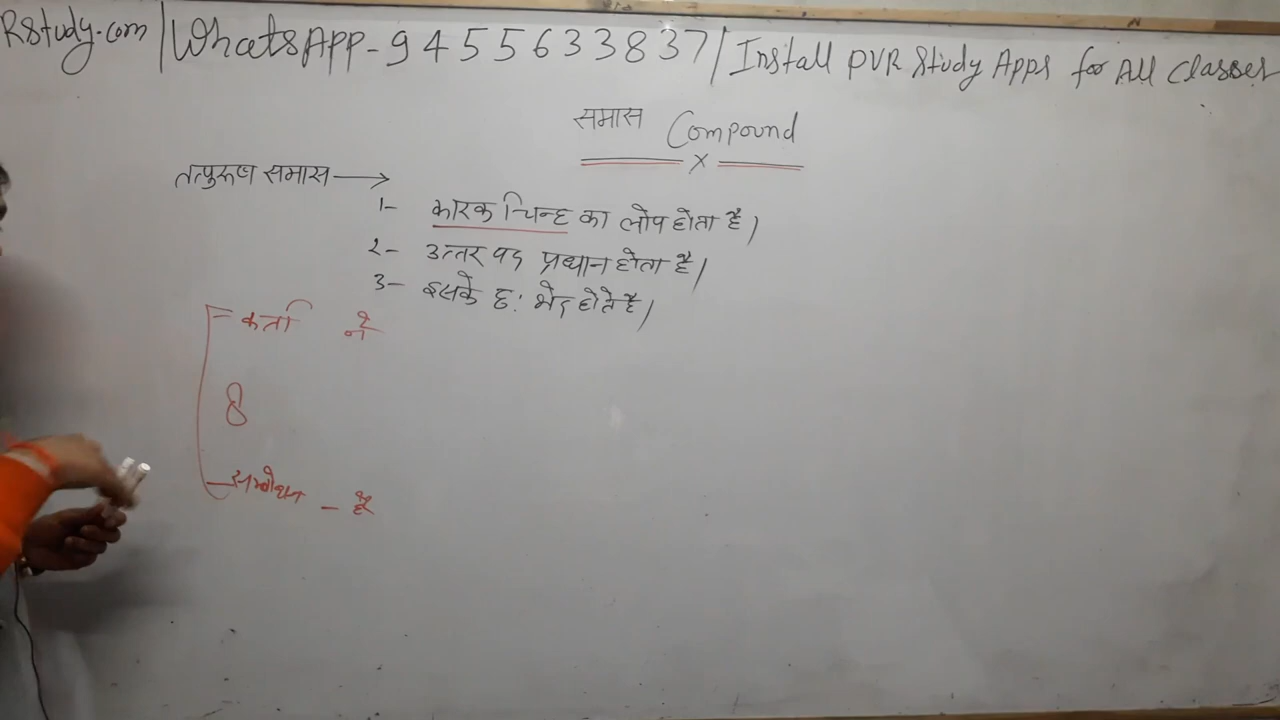 RStudy.com | WhatsApp-9455633837 | Install PVR Study Apps for All Classes
समास Compound
x
तत्पुरूष समास →
1- कारक चिन्ह का लोप होता है।
2- उत्तर पद प्रधान होता है।
3- इसके छ: भेद होते है।
कर्ता ने
8
सम्बोधन - हे